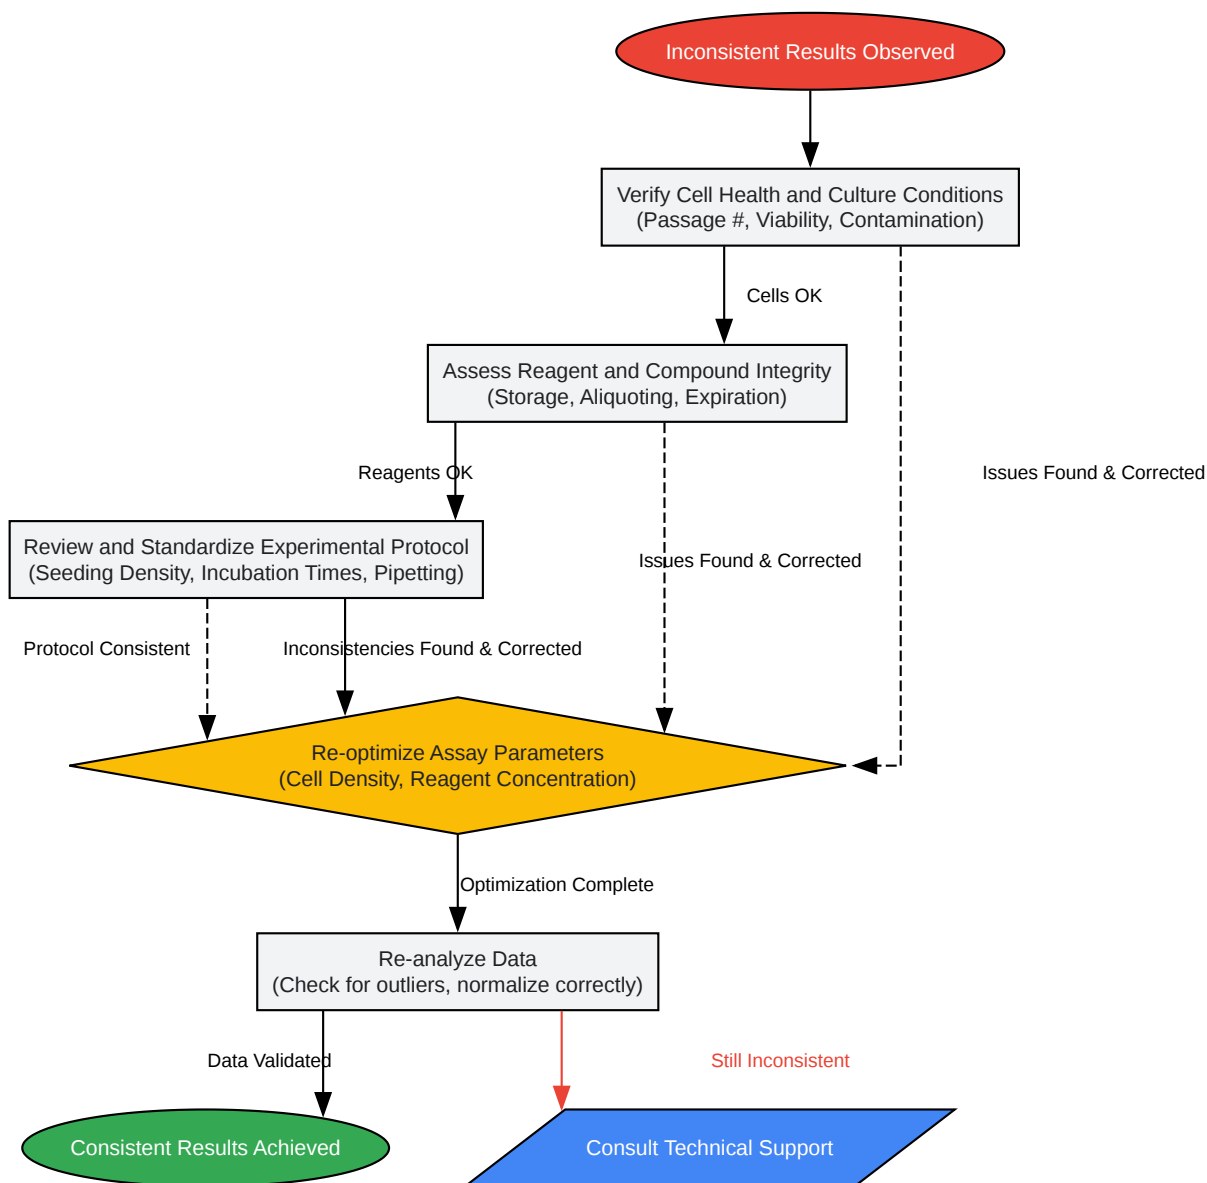 Inconsistent Results Observed
Verify Cell Health and Culture Conditions
(Passage #, Viability, Contamination)
Cells OK
Assess Reagent and Compound Integrity
(Storage, Aliquoting, Expiration)
Reagents OK
Issues Found & Corrected
Review and Standardize Experimental Protocol
(Seeding Density, Incubation Times, Pipetting)
Issues Found & Corrected
Protocol Consistent
Inconsistencies Found & Corrected
Re-optimize Assay Parameters
(Cell Density, Reagent Concentration)
Optimization Complete
Re-analyze Data
(Check for outliers, normalize correctly)
Data Validated
Still Inconsistent
Consistent Results Achieved
Consult Technical Support